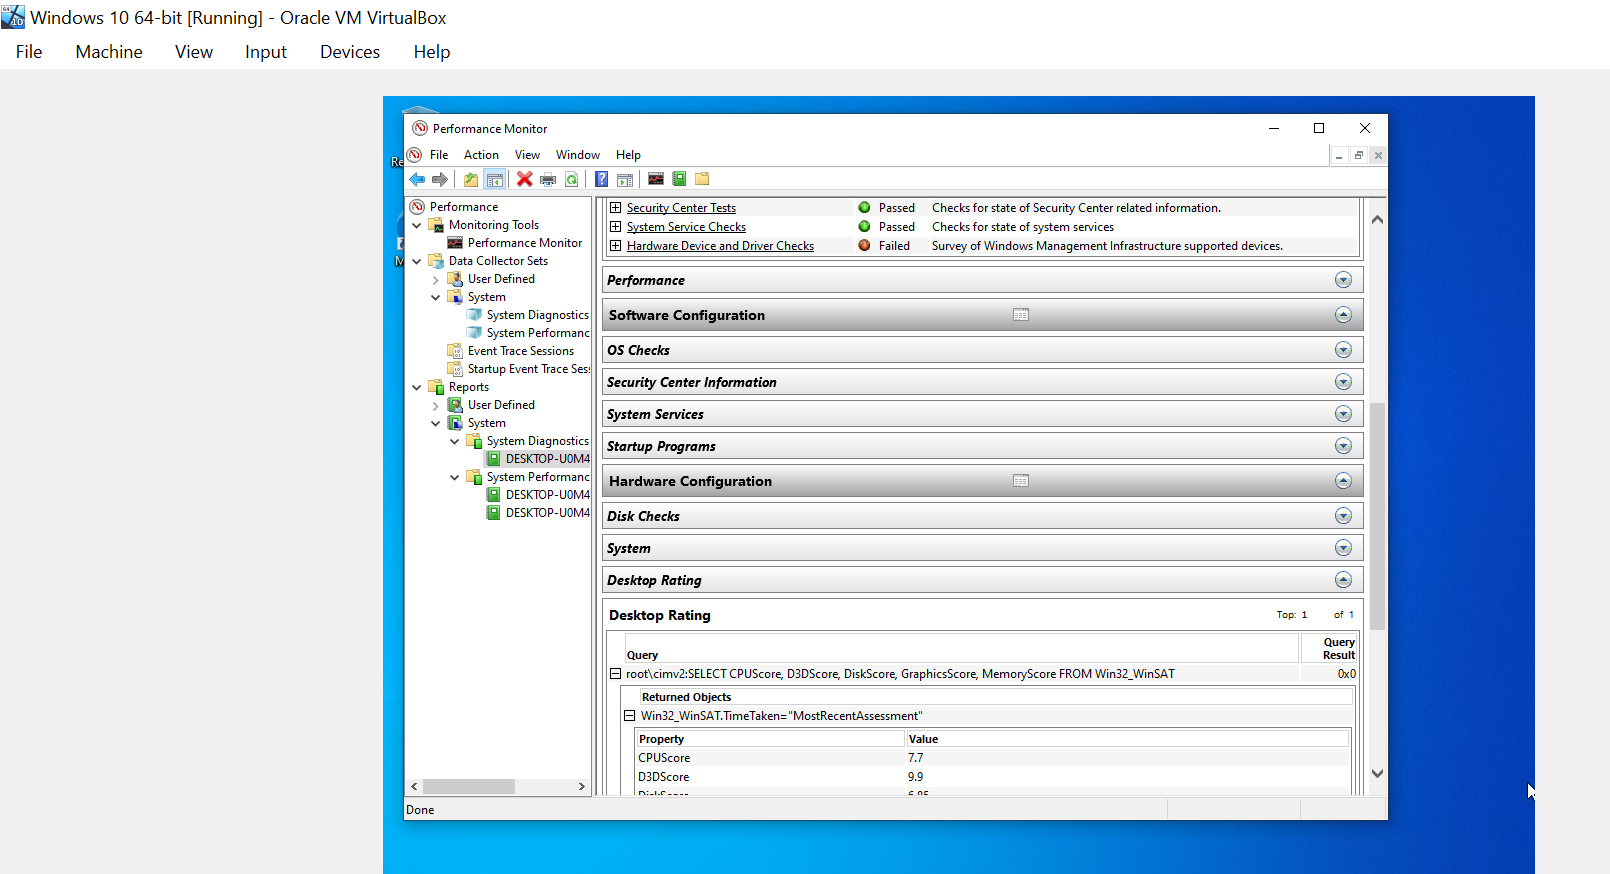 Windows 10 64-bit [Running] - Oracle VM VirtualBox
File Machine View Input Devices Help
Performance Monitor
File Action View Window Help
Performance
Monitoring Tools
Performance Monitor
Data Collector Sets
User Defined
System
System Diagnostics
System Performanc
Event Trace Sessions
Startup Event Trace Ses
Reports
User Defined
System
System Diagnostics
DESKTOP-U0M4
System Performanc
DESKTOP-U0M4
DESKTOP-U0M4
Security Center Tests Passed Checks for state of Security Center related information.
System Service Checks Passed Checks for state of system services
Hardware Device and Driver Checks Failed Survey of Windows Management Infrastructure supported devices.
Performance
Software Configuration
OS Checks
Security Center Information
System Services
Startup Programs
Hardware Configuration
Disk Checks
System
Desktop Rating
Desktop Rating Top: 1 of 1
Query Query Result
root\cimv2:SELECT CPUScore, D3DScore, DiskScore, GraphicsScore, MemoryScore FROM Win32_WinSAT 0x0
Returned Objects
Win32_WinSAT.TimeTaken="MostRecentAssessment"
Property Value
CPUScore 7.7
D3DScore 9.9
DiskScore 6.85
Done